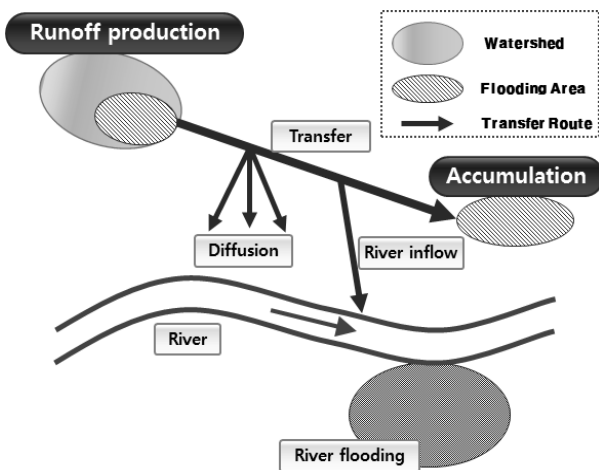 Runoff production
Watershed
Flooding Area
Transfer Route
Transfer
Accumulation
Diffusion
River inflow
River
River flooding